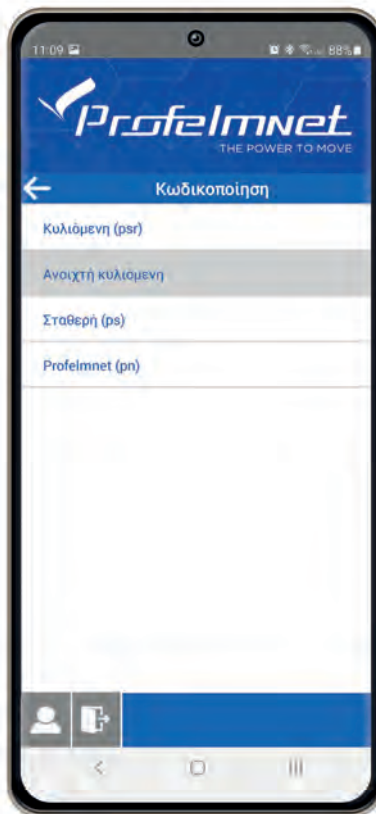 11:09
88%
Profelmnet
THE POWER TO MOVE
Κωδικοποίηση
Κυλιόμενη (psr)
Ανοιχτή κυλιόμενη
Σταθερή (ps)
Profelmnet (pn)